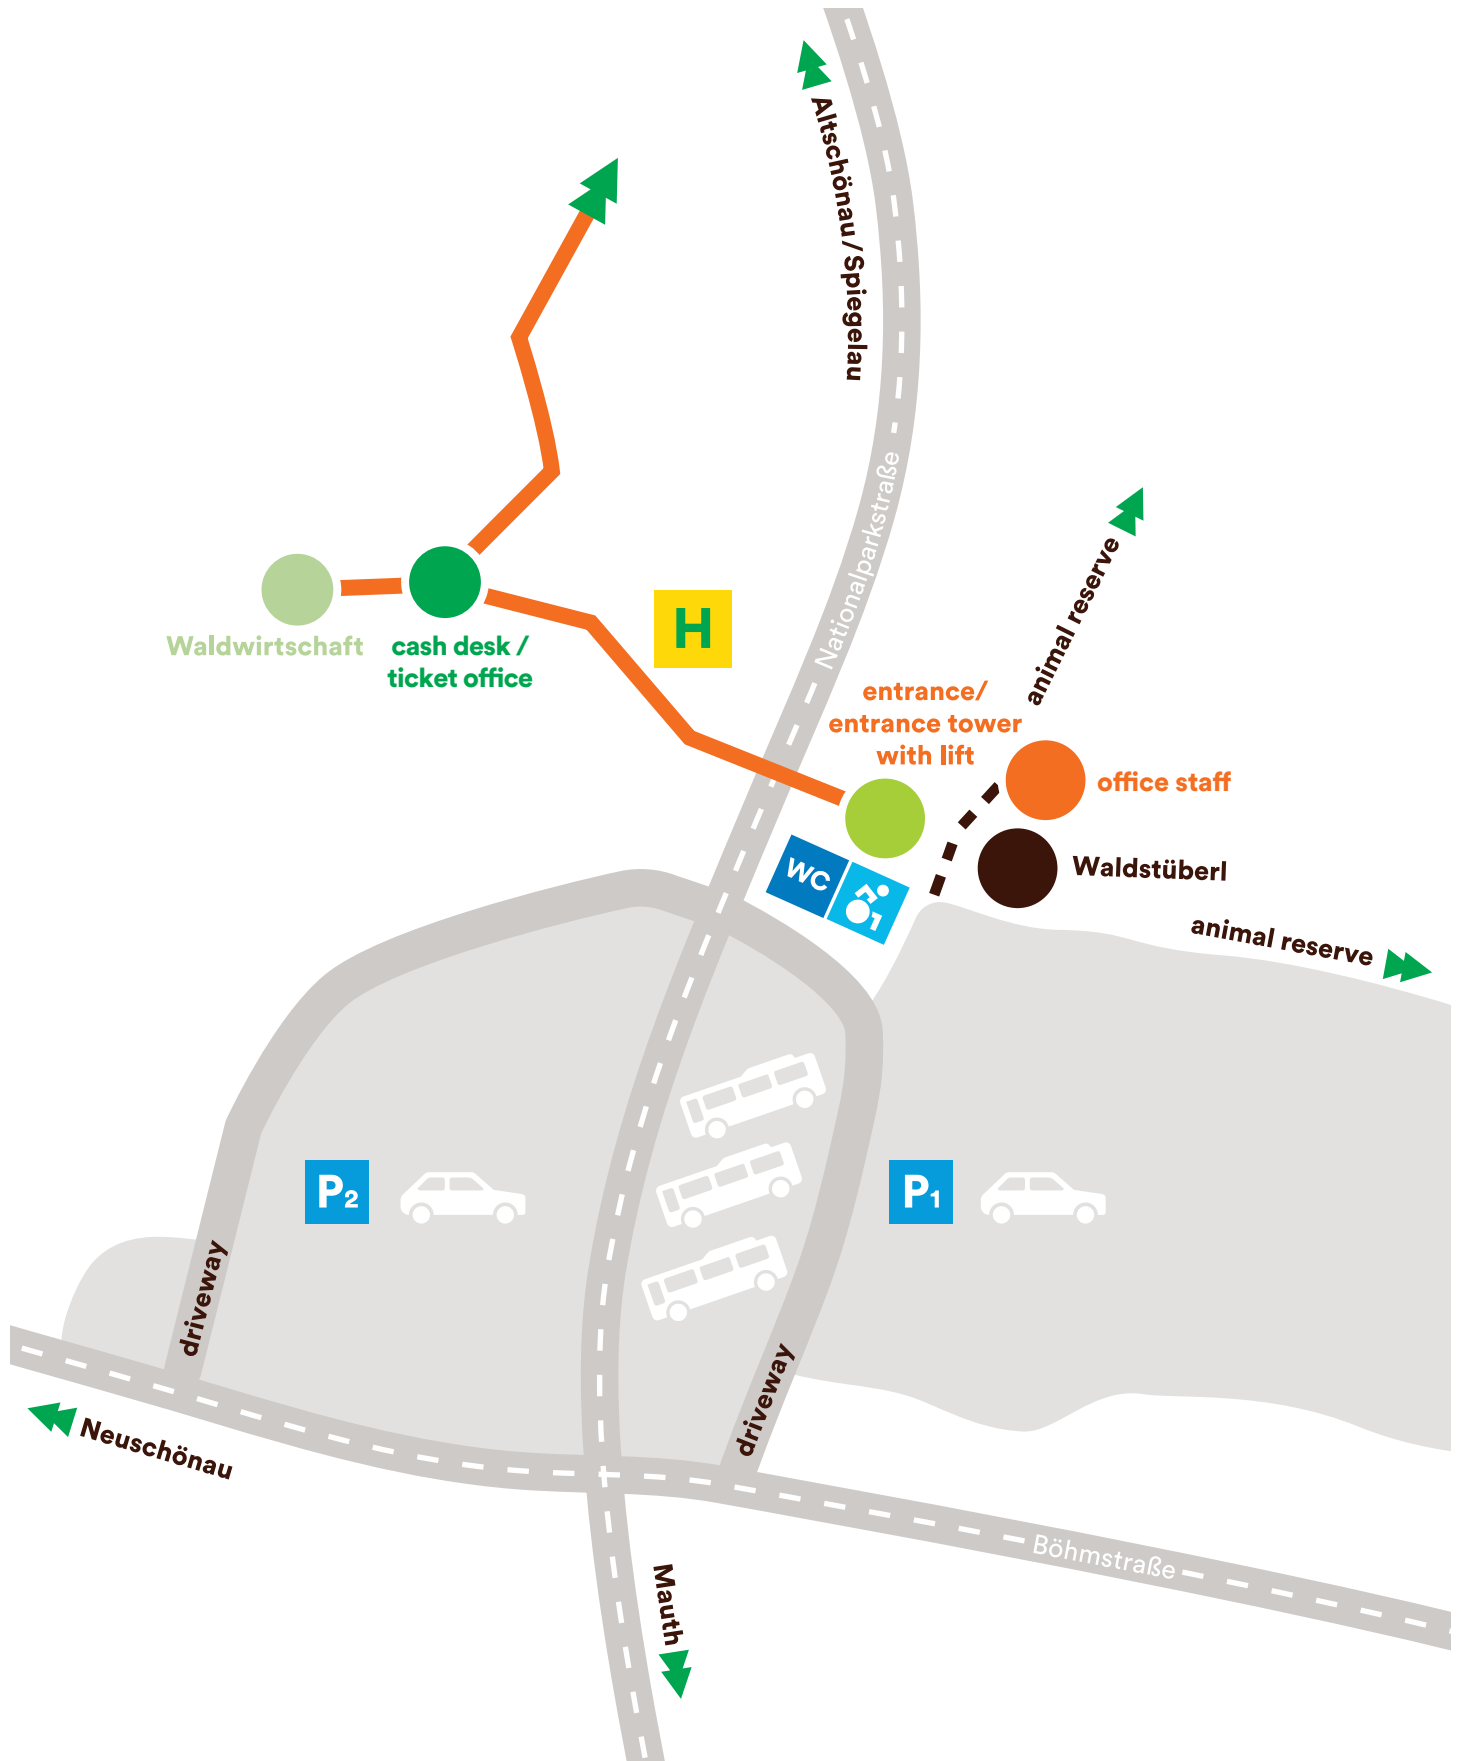 Altschönau / Spiegelau
Nationalparkstraße
animal reserve
H
Waldwirtschaft
cash desk /
ticket office
entrance/
entrance tower
with lift
office staff
Waldstüberl
WC
animal reserve
P2
P1
driveway
driveway
Neuschönau
Böhmstraße
Mauth